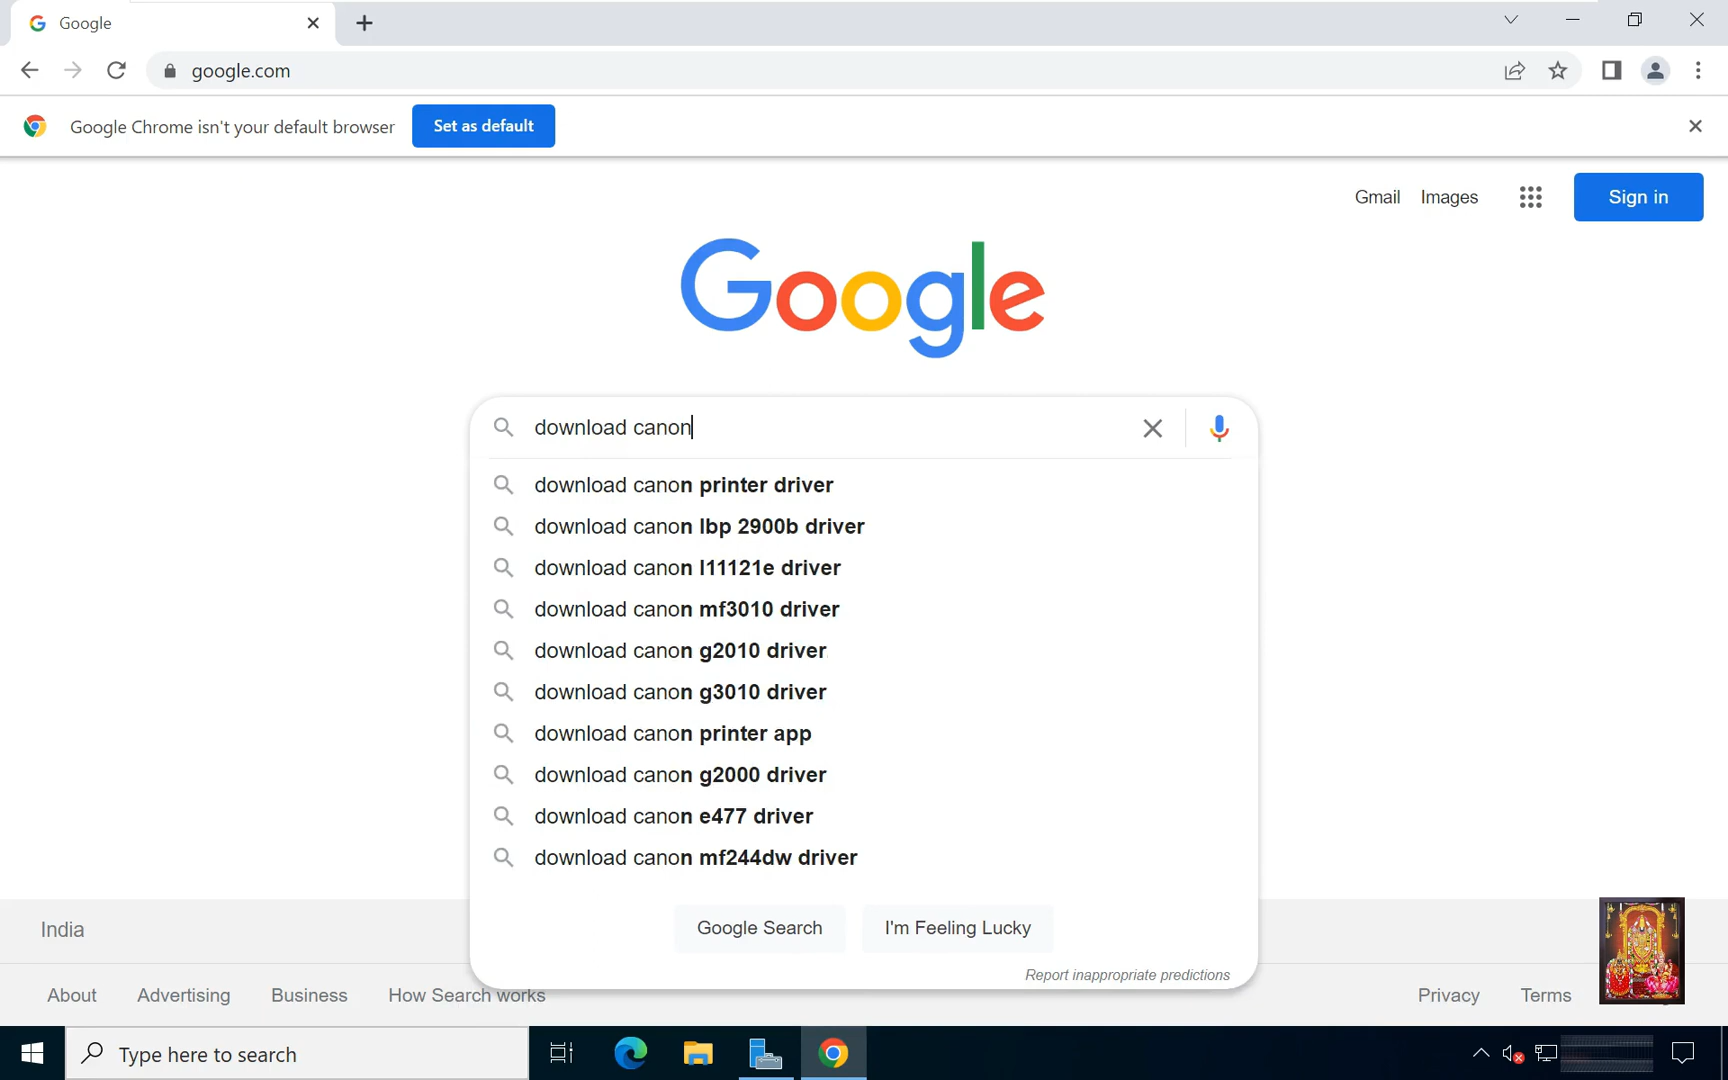 Google
google.com
Google Chrome isn't your default browser
Set as default
Gmail
Images
Sign in
Google
download canon
download canon printer driver
download canon lbp 2900b driver
download canon l11121e driver
download canon mf3010 driver
download canon g2010 driver
download canon g3010 driver
download canon printer app
download canon g2000 driver
download canon e477 driver
download canon mf244dw driver
Google Search
I'm Feeling Lucky
Report inappropriate predictions
India
About
Advertising
Business
How Search works
Privacy
Terms
Type here to search